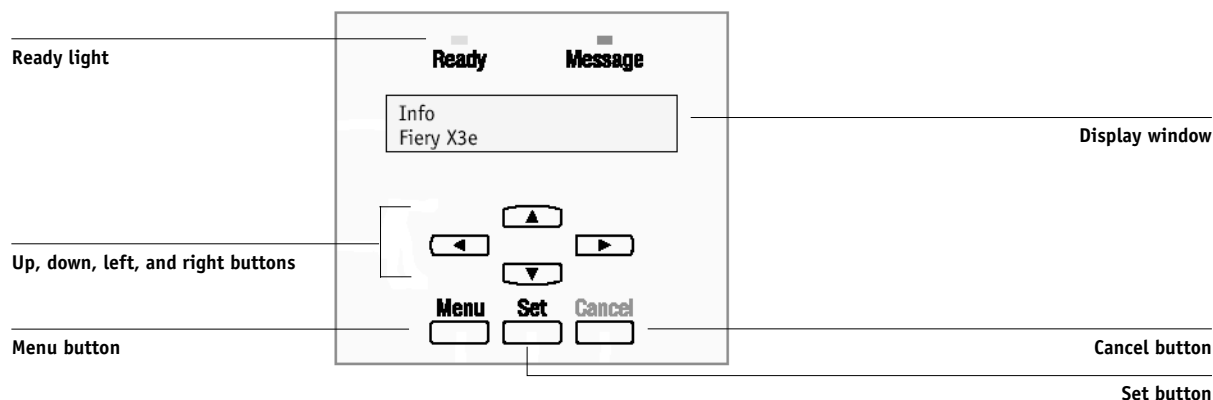 Ready light
Ready Message
Info
Fiery X3e
Display window
Up, down, left, and right buttons
Menu Set Cancel
Menu button
Cancel button
Set button